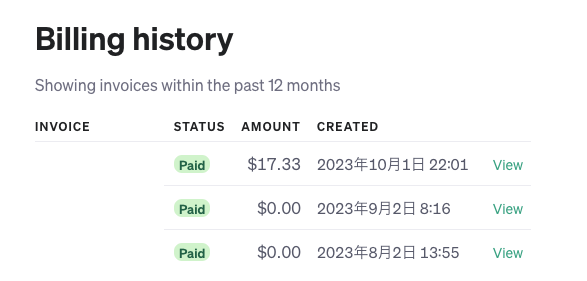 Billing history
Showing invoices within the past 12 months
INVOICE STATUS AMOUNT CREATED
Paid $17.33 2023年10月1日 22:01 View
Paid $0.00 2023年9月2日 8:16 View
Paid $0.00 2023年8月2日 13:55 View